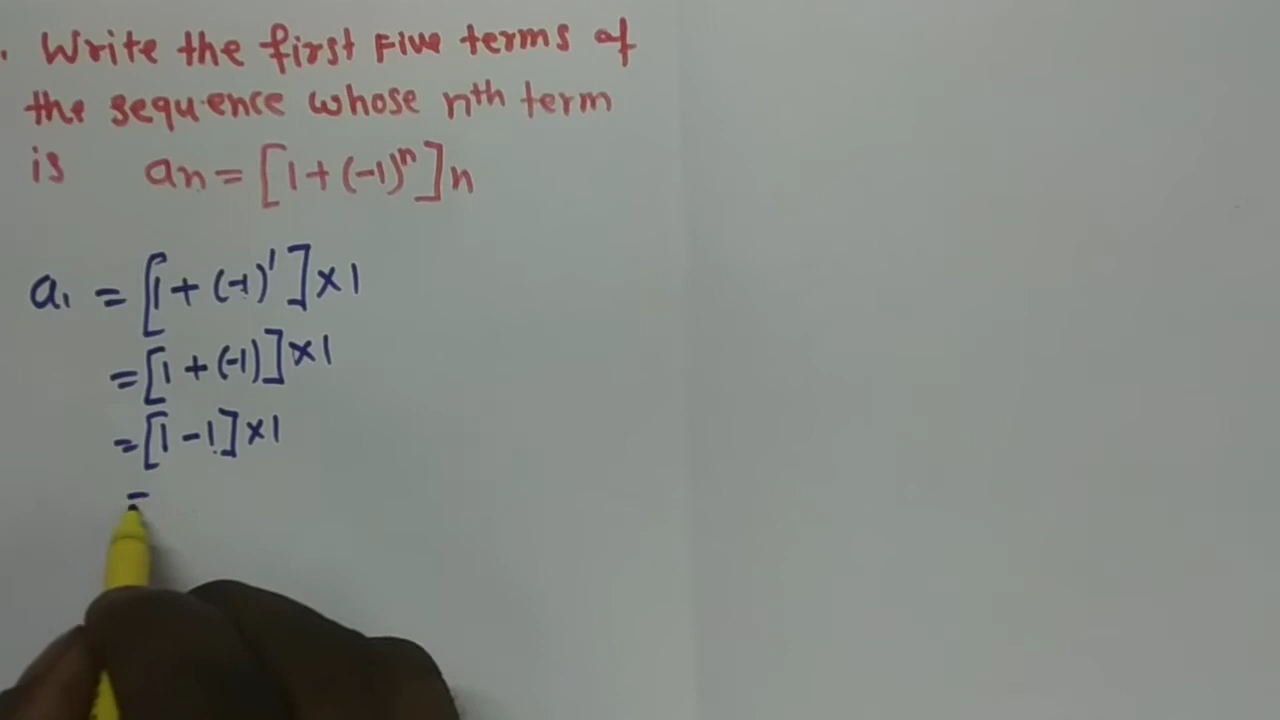 . Write the first Five terms of
the sequence whose nth term
is an = [1 + (-1)ⁿ]n
a₁ = [1 + (-1)¹] × 1
= [1 + (-1)] × 1
= [1 - 1] × 1
=